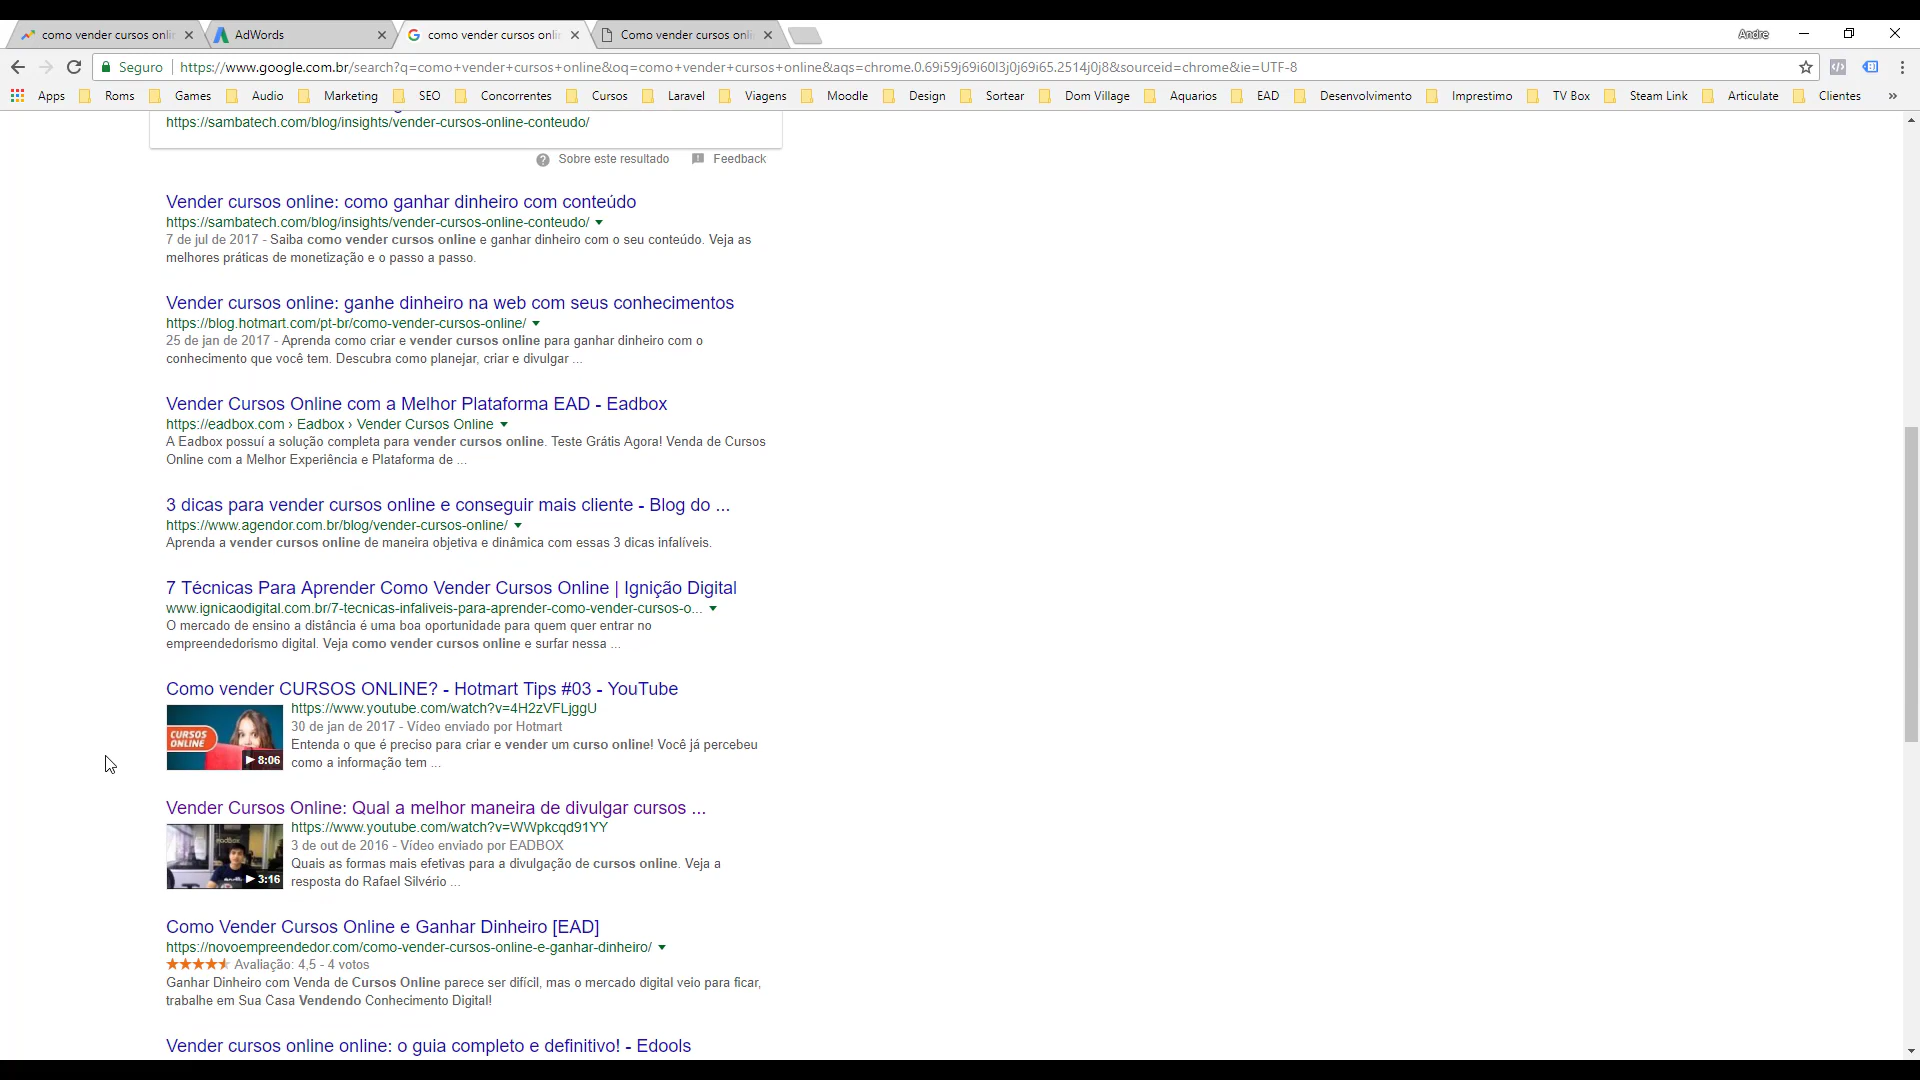 como vender cursos onli
AdWords
como vender cursos onli
Como vender cursos onl
Andre
Seguro
https://www.google.com.br/search?q=como+vender+cursos+online&oq=como+vender+cursos+online&aqs=chrome.0.69i59j69i60l3j0j69i65.2514j0j8&sourceid=chrome&ie=UTF-8
Apps Roms Games Audio Marketing SEO Concorrentes Cursos Laravel Viagens Moodle Design Sortear Dom Village Aquarios EAD Desenvolvimento Imprestimo TV Box Steam Link Articulate Clientes »
https://sambatech.com/blog/insights/vender-cursos-online-conteudo/
Sobre este resultado Feedback
Vender cursos online: como ganhar dinheiro com conteúdo
https://sambatech.com/blog/insights/vender-cursos-online-conteudo/
7 de jul de 2017 - Saiba como vender cursos online e ganhar dinheiro com o seu conteúdo. Veja as
melhores práticas de monetização e o passo a passo.
Vender cursos online: ganhe dinheiro na web com seus conhecimentos
https://blog.hotmart.com/pt-br/como-vender-cursos-online/
25 de jan de 2017 - Aprenda como criar e vender cursos online para ganhar dinheiro com o
conhecimento que você tem. Descubra como planejar, criar e divulgar ...
Vender Cursos Online com a Melhor Plataforma EAD - Eadbox
https://eadbox.com › Eadbox › Vender Cursos Online
A Eadbox possuí a solução completa para vender cursos online. Teste Grátis Agora! Venda de Cursos
Online com a Melhor Experiência e Plataforma de ...
3 dicas para vender cursos online e conseguir mais cliente - Blog do ...
https://www.agendor.com.br/blog/vender-cursos-online/
Aprenda a vender cursos online de maneira objetiva e dinâmica com essas 3 dicas infalíveis.
7 Técnicas Para Aprender Como Vender Cursos Online | Ignição Digital
www.ignicaodigital.com.br/7-tecnicas-infaliveis-para-aprender-como-vender-cursos-o...
O mercado de ensino a distância é uma boa oportunidade para quem quer entrar no
empreendedorismo digital. Veja como vender cursos online e surfar nessa ...
Como vender CURSOS ONLINE? - Hotmart Tips #03 - YouTube
https://www.youtube.com/watch?v=4H2zVFLjggU
30 de jan de 2017 - Vídeo enviado por Hotmart
Entenda o que é preciso para criar e vender um curso online! Você já percebeu
como a informação tem ...
CURSOS
ONLINE
8:06
Vender Cursos Online: Qual a melhor maneira de divulgar cursos ...
https://www.youtube.com/watch?v=WWpkcqd91YY
3 de out de 2016 - Vídeo enviado por EADBOX
Quais as formas mais efetivas para a divulgação de cursos online. Veja a
resposta do Rafael Silvério ...
3:16
Como Vender Cursos Online e Ganhar Dinheiro [EAD]
https://novoempreendedor.com/como-vender-cursos-online-e-ganhar-dinheiro/
Avaliação: 4,5 - 4 votos
Ganhar Dinheiro com Venda de Cursos Online parece ser difícil, mas o mercado digital veio para ficar,
trabalhe em Sua Casa Vendendo Conhecimento Digital!
Vender cursos online online: o guia completo e definitivo! - Edools